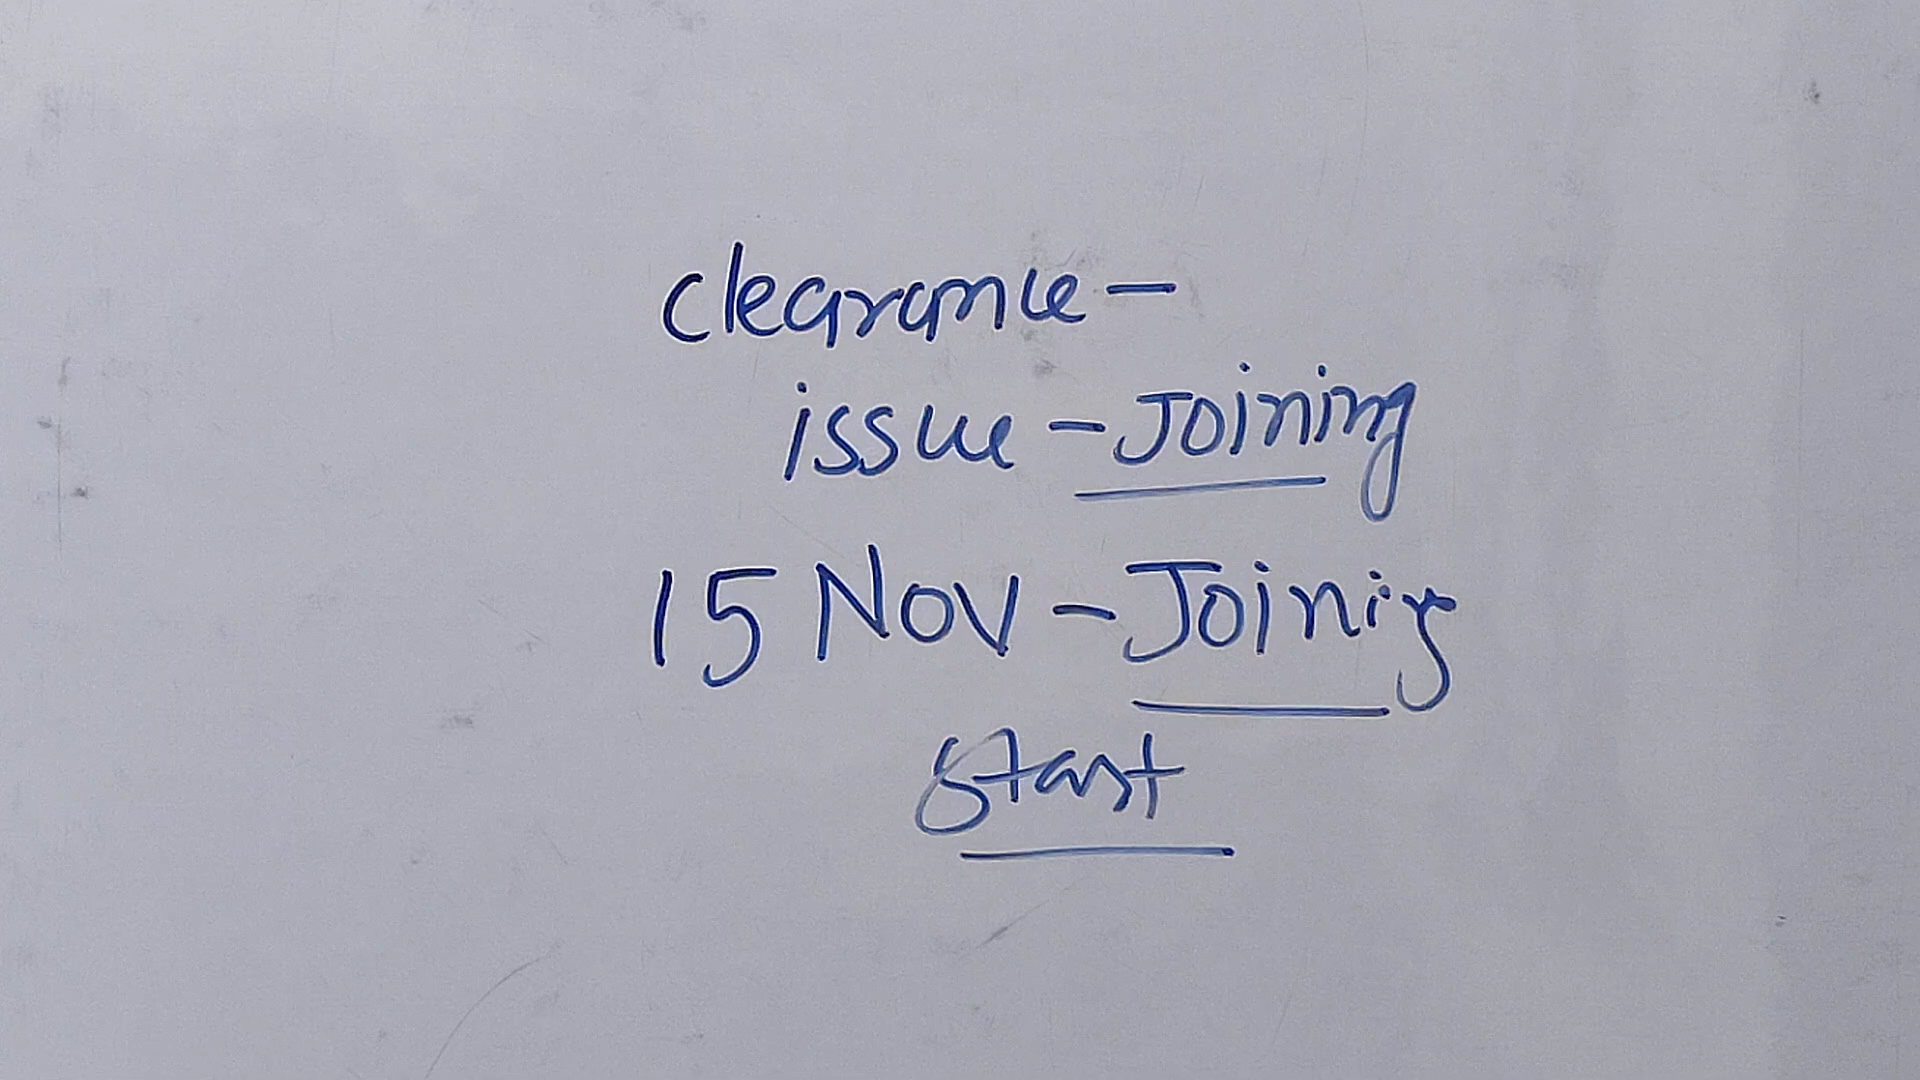 clearance -
issue - Joining
15 Nov - Joining
start